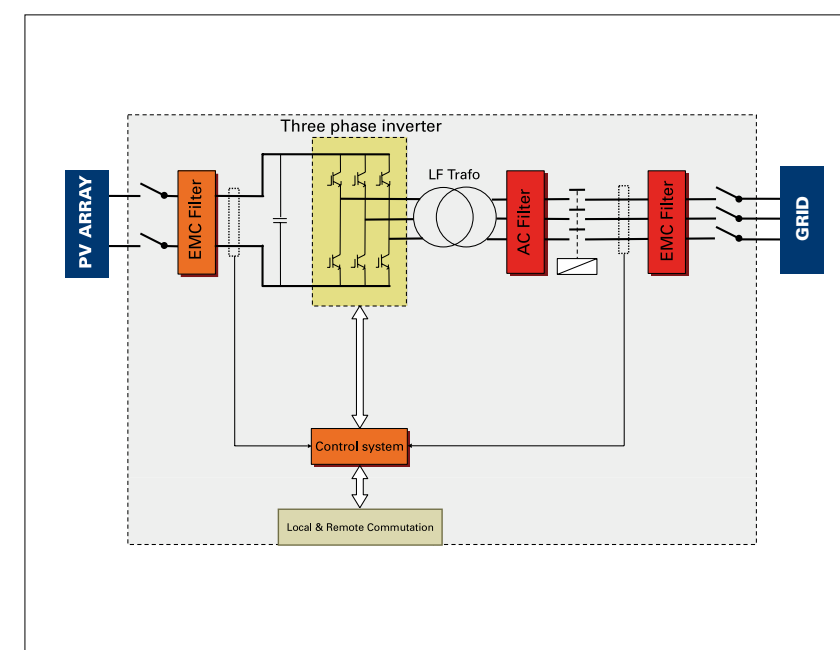 Three phase inverter
PV ARRAY
EMC Filter
LF Trafo
AC Filter
EMC Filter
GRID
Control system
Local & Remote Commutation